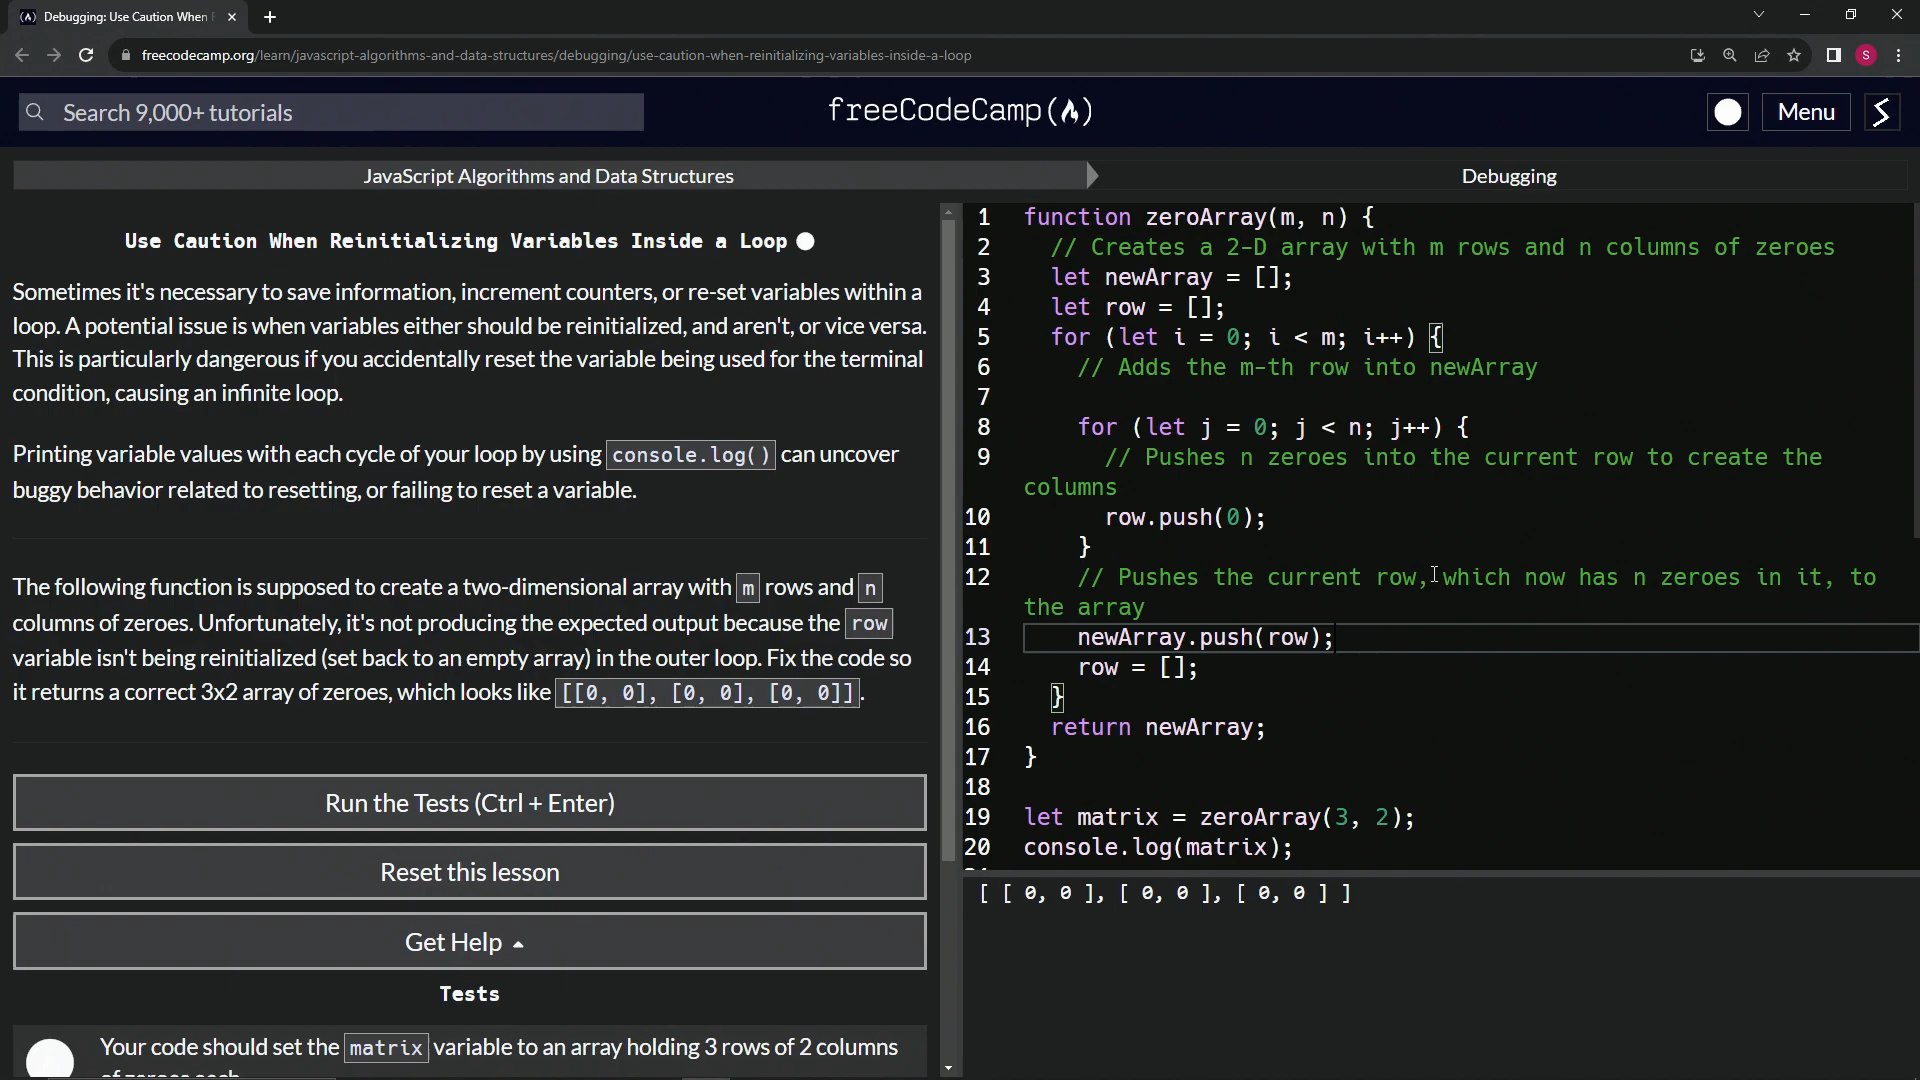 Debugging: Use Caution When
freecodecamp.org/learn/javascript-algorithms-and-data-structures/debugging/use-caution-when-reinitializing-variables-inside-a-loop
S
Search 9,000+ tutorials
freeCodeCamp
Menu
JavaScript Algorithms and Data Structures
Debugging
Use Caution When Reinitializing Variables Inside a Loop
Sometimes it's necessary to save information, increment counters, or re-set variables within a
loop. A potential issue is when variables either should be reinitialized, and aren't, or vice versa.
This is particularly dangerous if you accidentally reset the variable being used for the terminal
condition, causing an infinite loop.
Printing variable values with each cycle of your loop by using console.log() can uncover
buggy behavior related to resetting, or failing to reset a variable.
The following function is supposed to create a two-dimensional array with m rows and n
columns of zeroes. Unfortunately, it's not producing the expected output because the row
variable isn't being reinitialized (set back to an empty array) in the outer loop. Fix the code so
it returns a correct 3x2 array of zeroes, which looks like [[0, 0], [0, 0], [0, 0]].
Run the Tests (Ctrl + Enter)
Reset this lesson
Get Help
Tests
Your code should set the matrix variable to an array holding 3 rows of 2 columns
of zeroes each.
1 function zeroArray(m, n) {
2 // Creates a 2-D array with m rows and n columns of zeroes
3 let newArray = [];
4 let row = [];
5 for (let i = 0; i < m; i++) {
6 // Adds the m-th row into newArray
7
8 for (let j = 0; j < n; j++) {
9 // Pushes n zeroes into the current row to create the
columns
10 row.push(0);
11 }
12 // Pushes the current row, which now has n zeroes in it, to
the array
13 newArray.push(row);
14 row = [];
15 }
16 return newArray;
17 }
18
19 let matrix = zeroArray(3, 2);
20 console.log(matrix);
[ [ 0, 0 ], [ 0, 0 ], [ 0, 0 ] ]